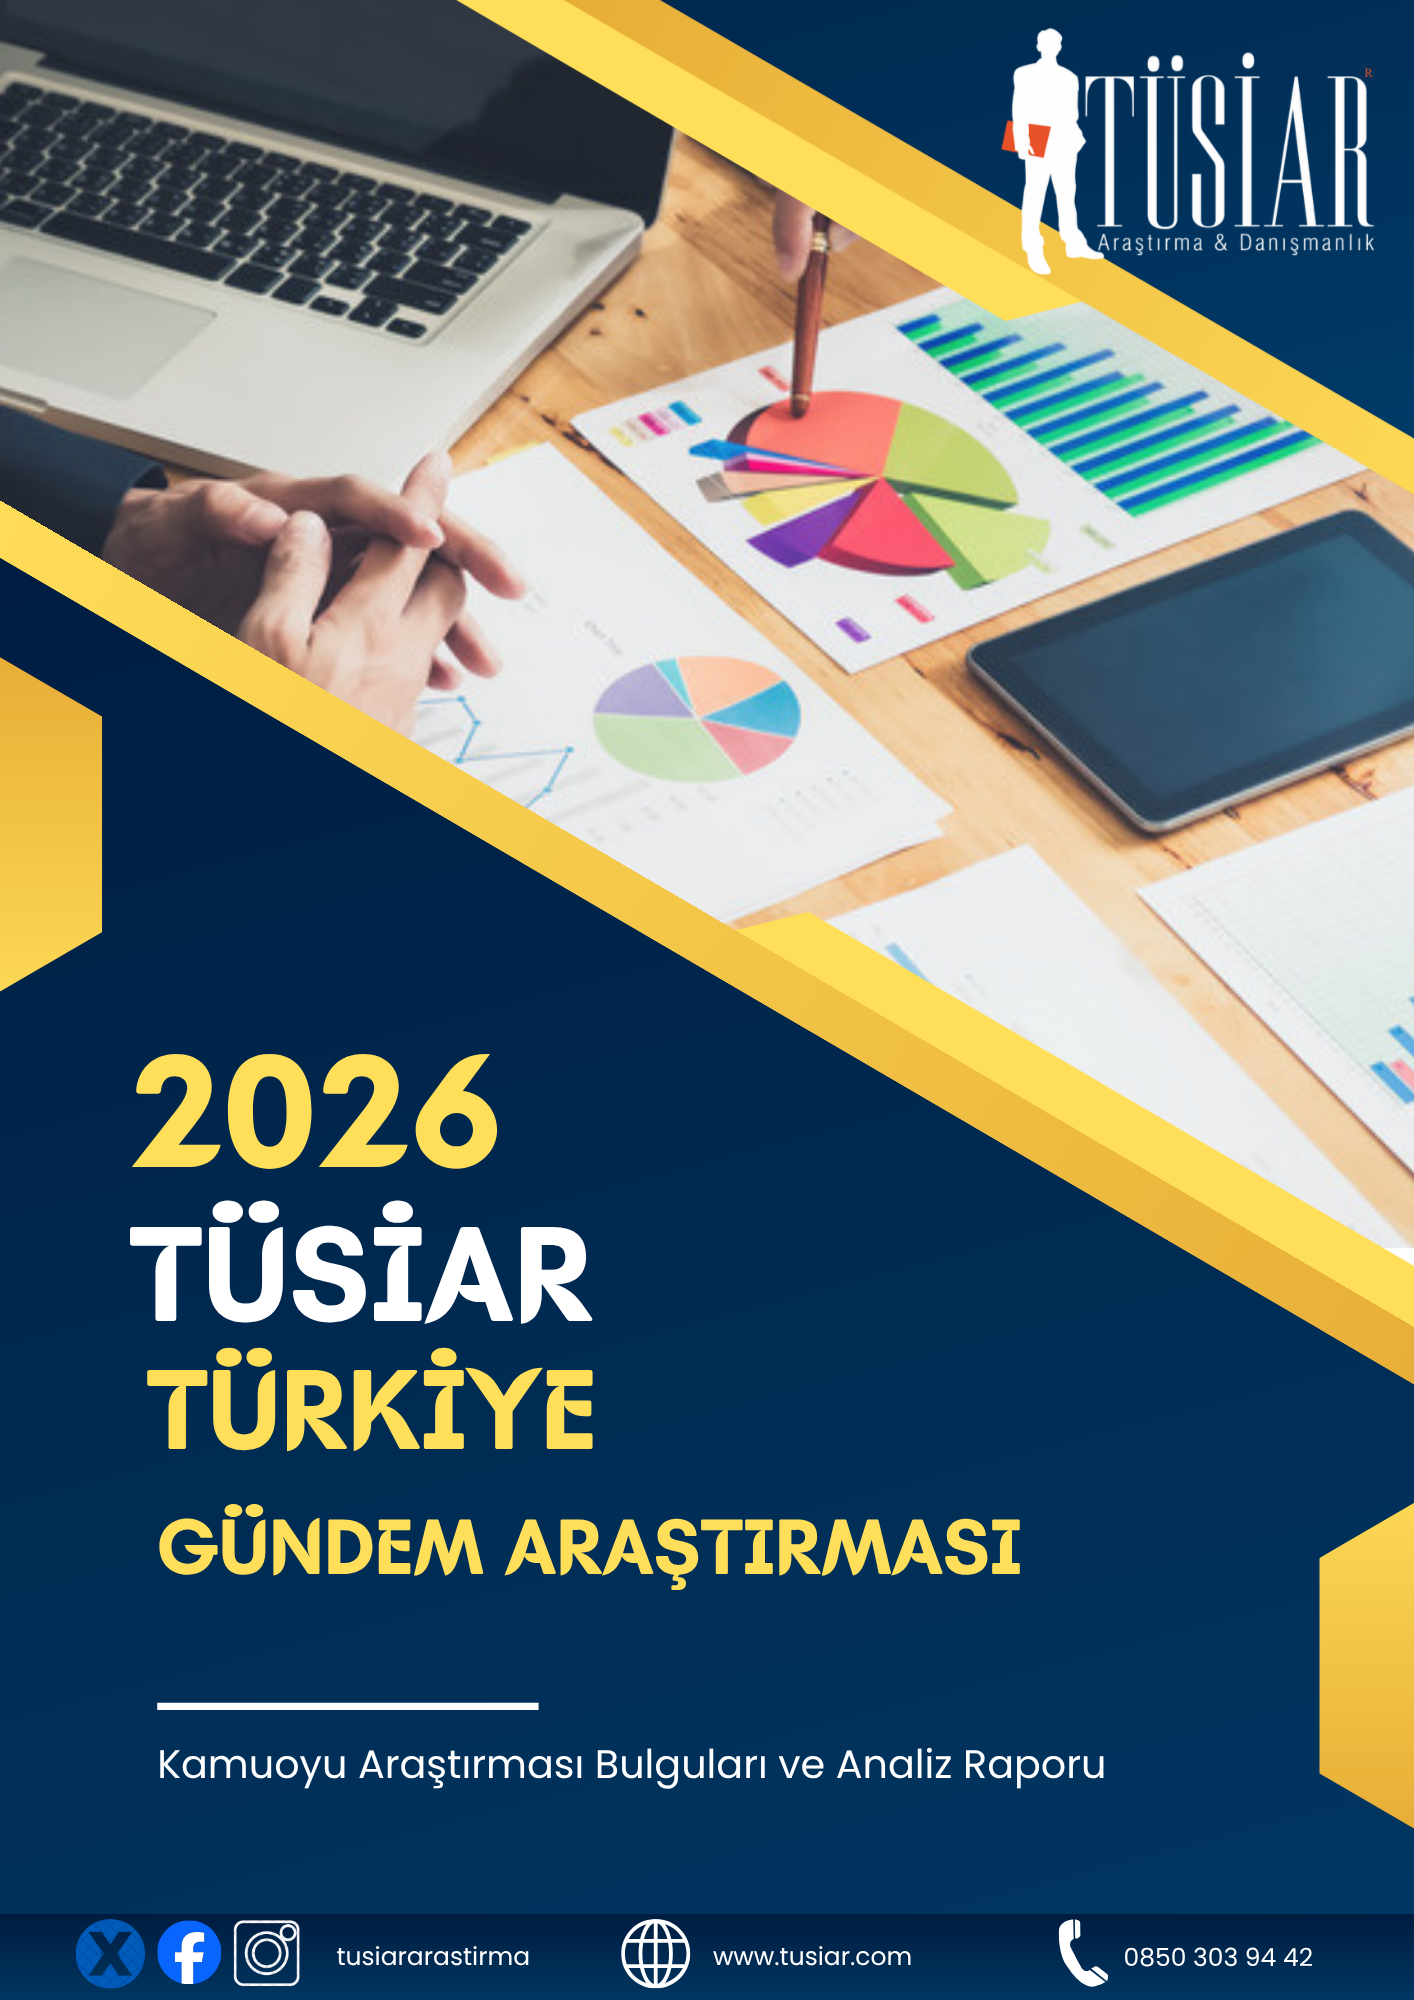 TÜSİAR
R
Araştırma & Danışmanlık
2026
TÜSİAR
TÜRKİYE
GÜNDEM ARAŞTIRMASI
Kamuoyu Araştırması Bulguları ve Analiz Raporu
tusiararastirma
www.tusiar.com
0850 303 94 42